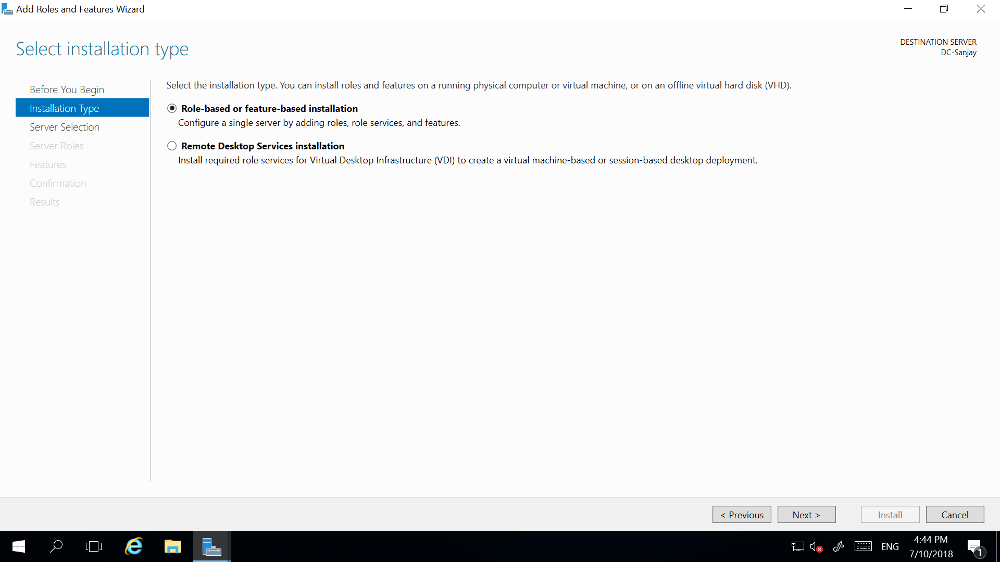 Add Roles and Features Wizard
Select installation type
DESTINATION SERVER
DC-Sanjay
Before You Begin
Installation Type
Server Selection
Server Roles
Features
Confirmation
Results
Select the installation type. You can install roles and features on a running physical computer or virtual machine, or on an offline virtual hard disk (VHD).
Role-based or feature-based installation
Configure a single server by adding roles, role services, and features.
Remote Desktop Services installation
Install required role services for Virtual Desktop Infrastructure (VDI) to create a virtual machine-based or session-based desktop deployment.
< Previous
Next >
Install
Cancel
ENG
4:44 PM
7/10/2018
1